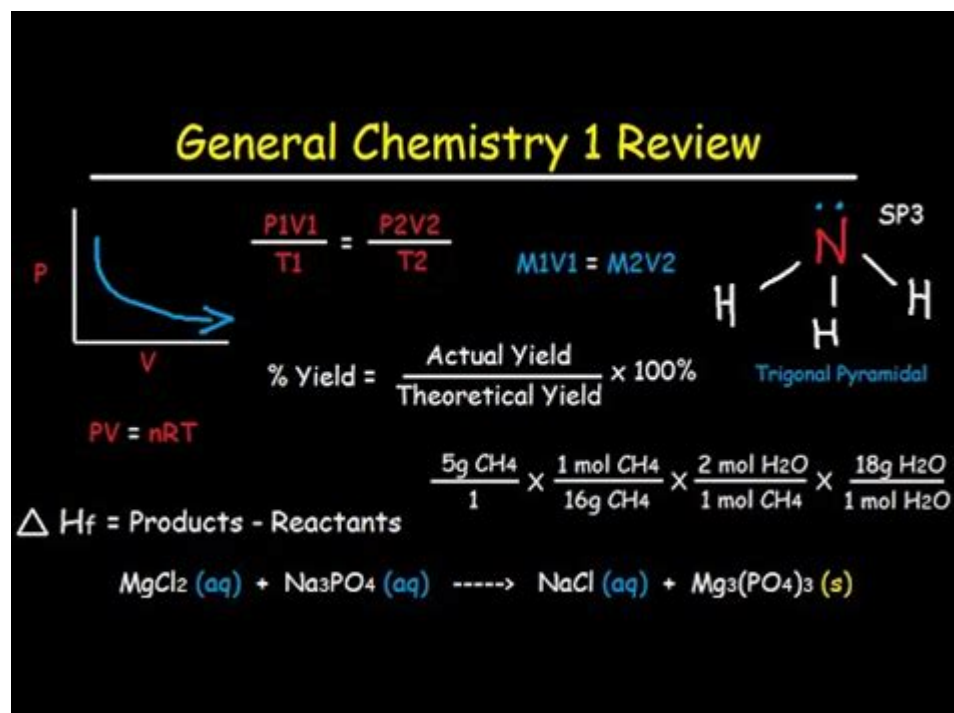 General Chemistry 1 Review
P
V
PV = nRT
P1V1 = P2V2
T1 T2
M1V1 = M2V2
SP3
N
H H
H
Trigonal Pyramidal
% Yield = Actual Yield x 100%
Theoretical Yield
5g CH4 x 1 mol CH4 x 2 mol H2O x 18g H2O
1 16g CH4 1 mol CH4 1 mol H2O
△ Hf = Products - Reactants
MgCl2 (aq) + Na3PO4 (aq) -----> NaCl (aq) + Mg3(PO4)3 (s)